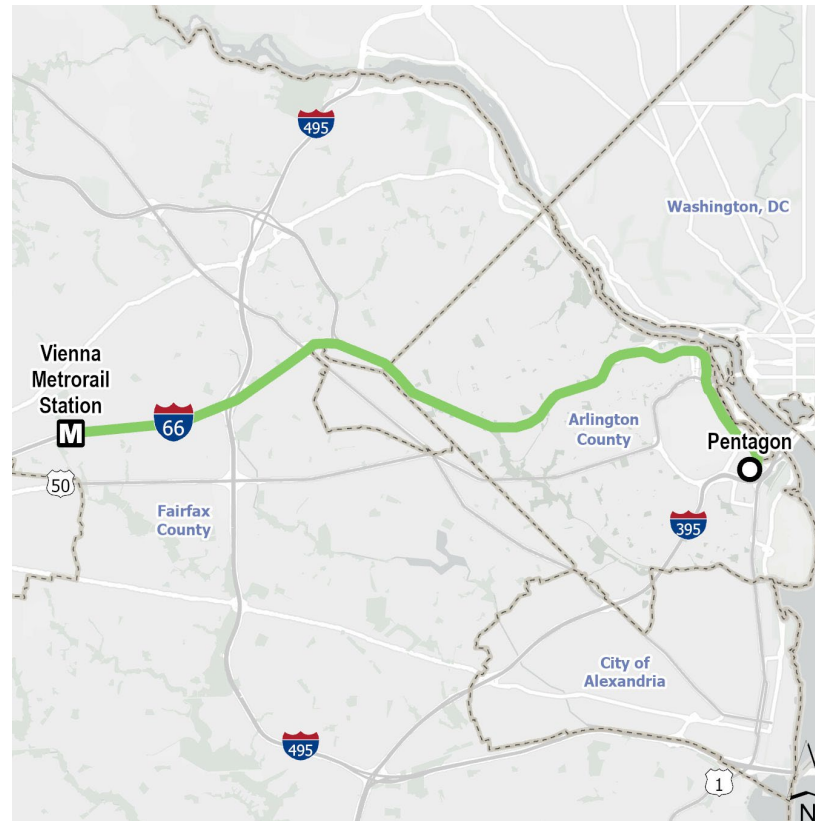 495
Washington, DC
Vienna
Metrorail
Station
M
66
Arlington
County
Pentagon
50
Fairfax
County
395
City of
Alexandria
495
1
N